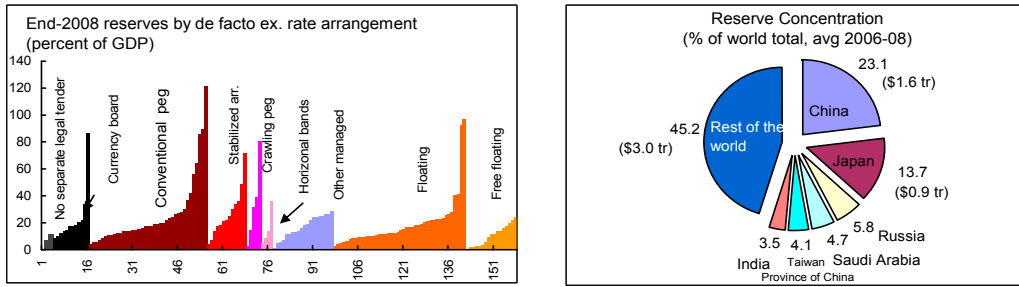 End-2008 reserves by de facto ex. rate arrangement
(percent of GDP)
140
120
100
80
60
40
20
0
No separate legal tender
Currency board
Conventional peg
Stabilized arr.
Crawling peg
Horizonal bands
Other managed
Floating
Free floating
1
16
31
46
61
76
91
106
121
136
151
Reserve Concentration
(% of world total, avg 2006-08)
23.1
($1.6 tr)
China
45.2
($3.0 tr)
Rest of the
world
Japan
13.7
($0.9 tr)
5.8
Russia
4.7
Saudi Arabia
4.1
Taiwan
Province of China
3.5
India